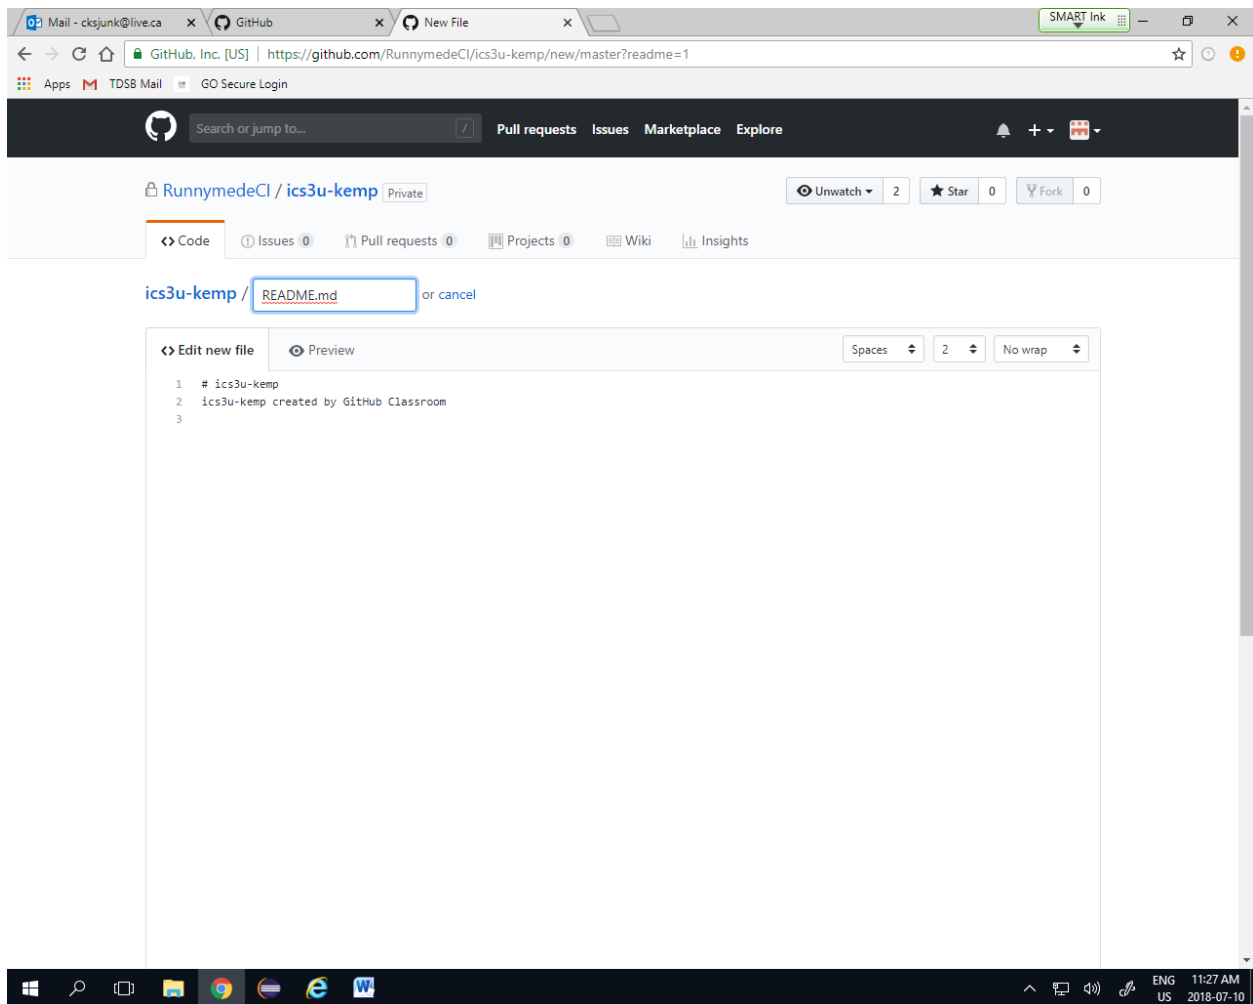 Mail - cksjunk@live.ca
GitHub
New File
SMART Ink
GitHub, Inc. [US] | https://github.com/RunnymedeCI/ics3u-kemp/new/master?readme=1
Apps TDSB Mail GO Secure Login
Search or jump to... / Pull requests Issues Marketplace Explore
RunnymedeCI / ics3u-kemp Private Unwatch 2 Star 0 Fork 0
Code Issues 0 Pull requests 0 Projects 0 Wiki Insights
ics3u-kemp / README.md or cancel
Edit new file Preview Spaces 2 No wrap
1 # ics3u-kemp
2 ics3u-kemp created by GitHub Classroom
3
ENG 11:27 AM
US 2018-07-10